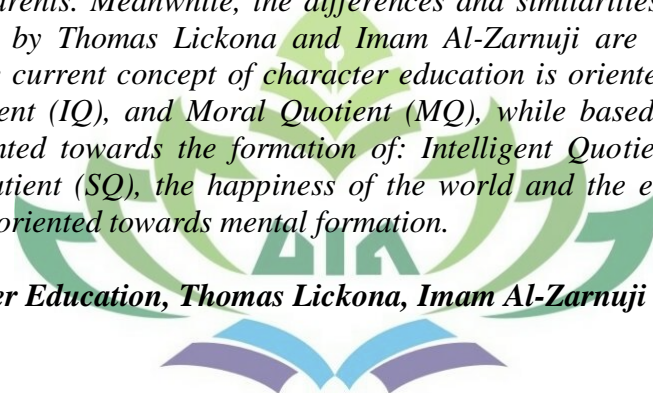 arents. Meanwhile, the differences and similarities
by Thomas Lickona and Imam Al-Zarnuji are
current concept of character education is oriente
ent (IQ), and Moral Quotient (MQ), while based
nted towards the formation of: Intelligent Quotie
tient (SQ), the happiness of the world and the e
oriented towards mental formation.
er Education, Thomas Lickona, Imam Al-Zarnuji